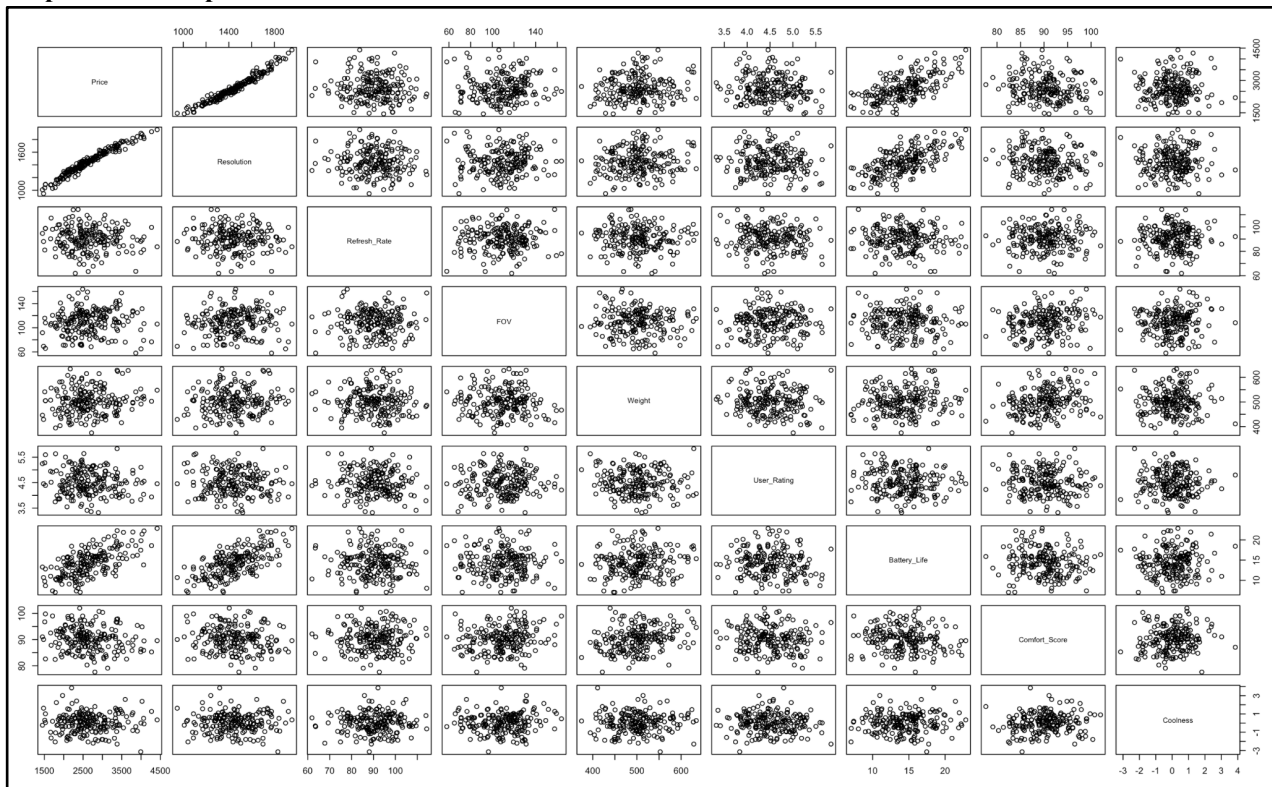 1000 1400 1800
60 80 100 140
3.5 4.0 4.5 5.0 5.5
80 85 90 95 100
Price
1500 2500 3500 4500
1000 1600
Resolution
Refresh_Rate
60 80 100
60 100 140
FOV
Weight
400 500 600
3.5 4.5 5.5
User_Rating
Battery_Life
10 15 20
80 90 100
Comfort_Score
Coolness
-3 -1 1 3
1500 2500 3500 4500
60 70 80 90 100
400 500 600
10 15 20
-3 -2 -1 0 1 2 3 4